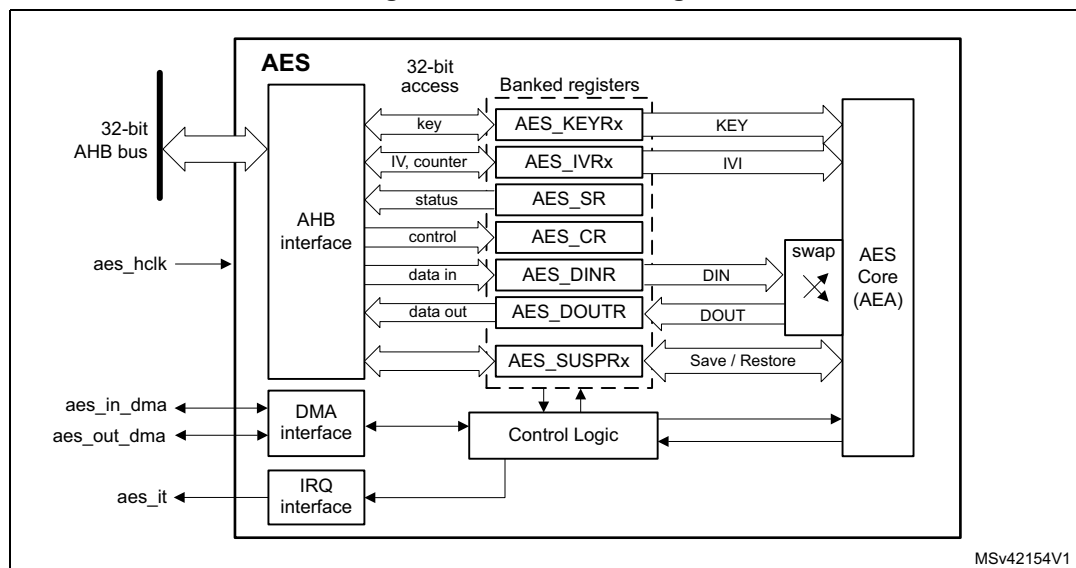 AES
32-bit
access
Banked registers
32-bit
AHB bus
key
AES_KEYRx
KEY
IV, counter
AES_IVRx
IVI
status
AES_SR
AHB
interface
control
AES_CR
swap
AES
Core
(AEA)
aes_hclk
data in
AES_DINR
DIN
data out
AES_DOUTR
DOUT
AES_SUSPRx
Save / Restore
aes_in_dma
aes_out_dma
DMA
interface
Control Logic
aes_it
IRQ
interface
MSv42154V1